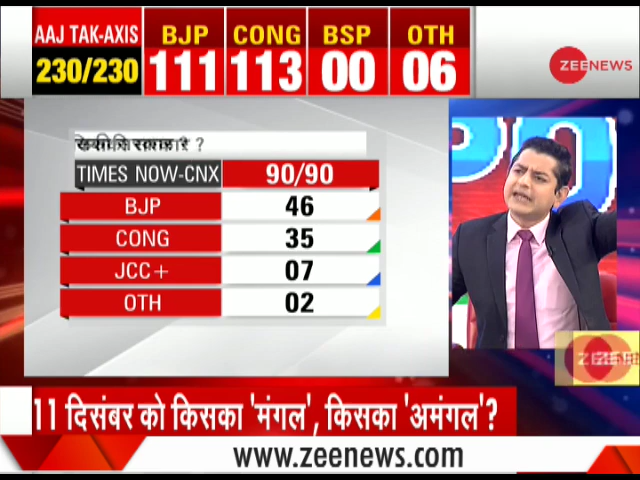 AAJ TAK-AXIS BJP CONG BSP OTH
230/230 111 113 00 06
ZEENEWS
TIMES NOW-CNX 90/90
BJP 46
CONG 35
JCC+ 07
OTH 02
11 दिसंबर को किसका 'मंगल', किसका 'अमंगल'?
www.zeenews.com